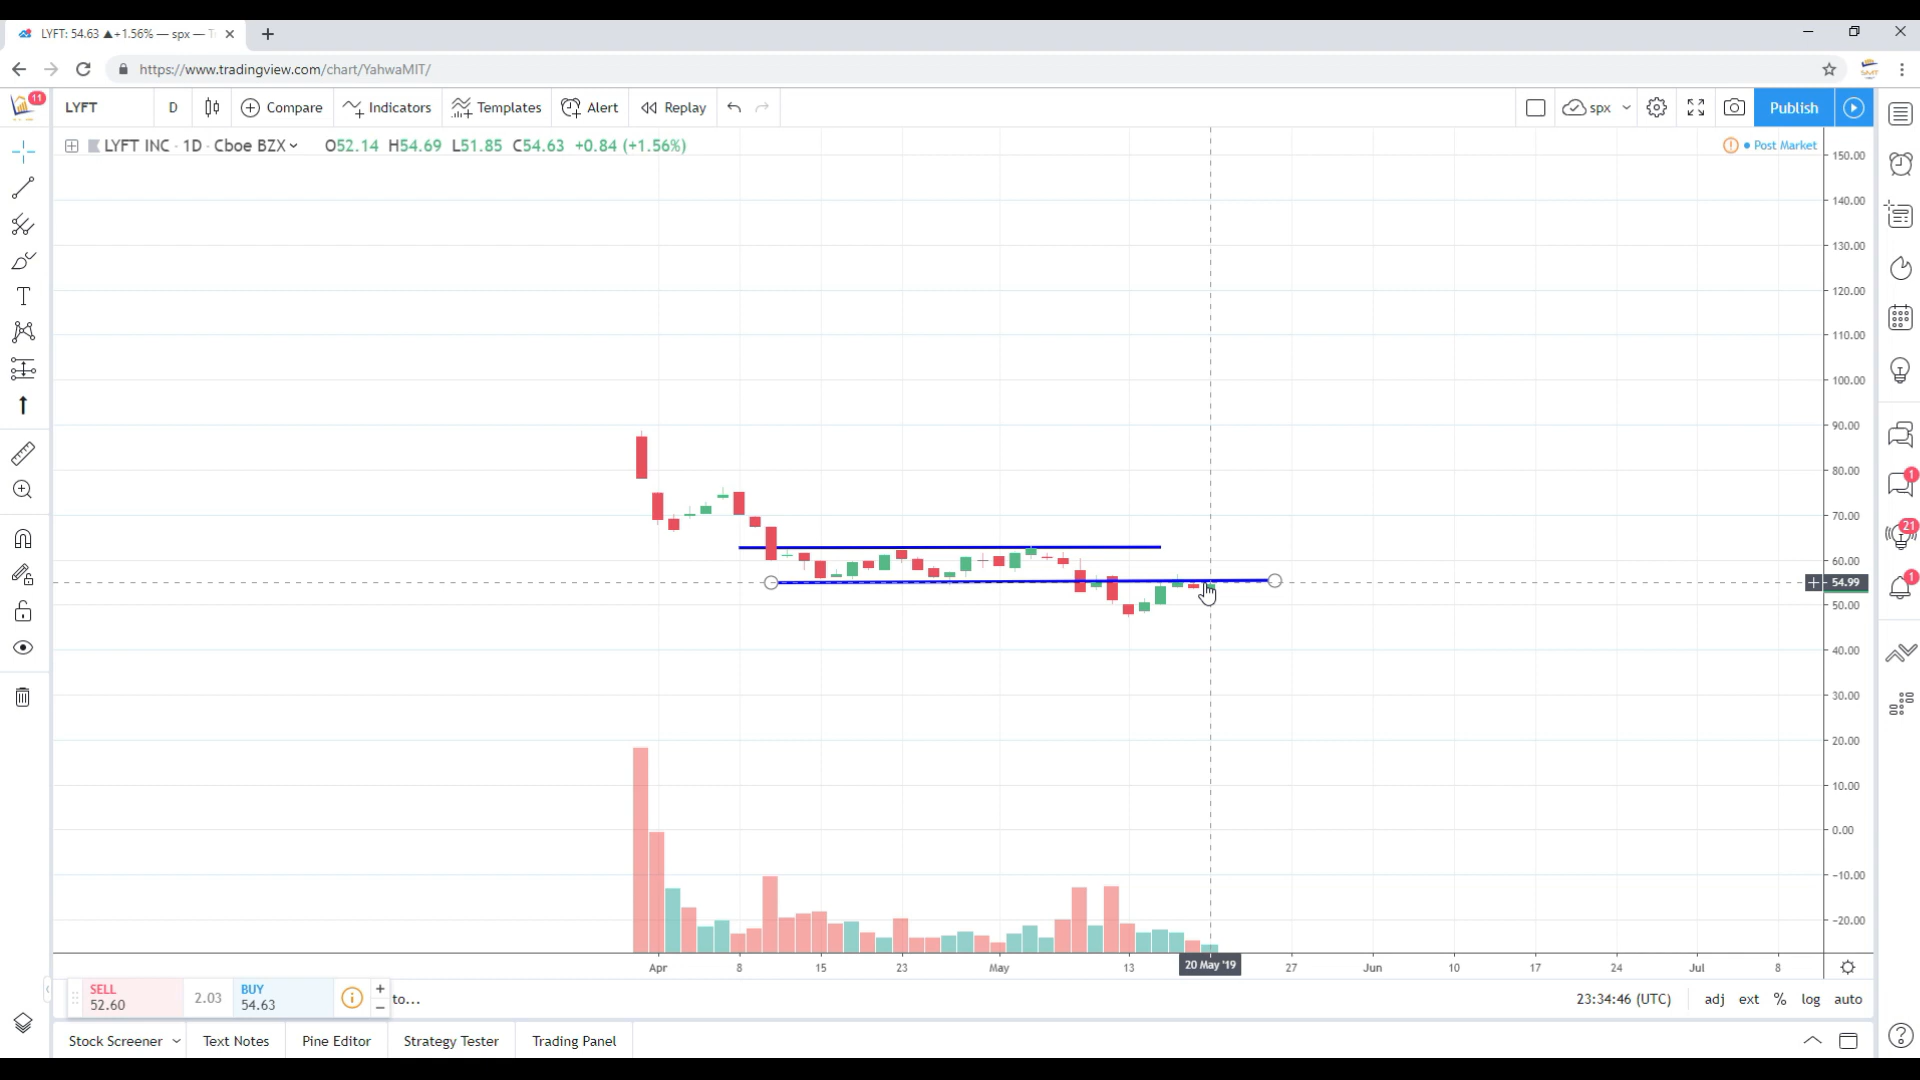 LYFT: 54.63 ▲+1.56% — spx — T
https://www.tradingview.com/chart/YahwaMIT/
SMT
11
LYFT D Compare Indicators Templates Alert Replay spx Publish
LYFT INC · 1D · Cboe BZX O52.14 H54.69 L51.85 C54.63 +0.84 (+1.56%)
Post Market
150.00
140.00
130.00
120.00
110.00
100.00
90.00
80.00
70.00
60.00
54.99
50.00
40.00
30.00
20.00
10.00
0.00
−10.00
−20.00
1
21
1
Apr 8 15 23 May 13 20 May '19 27 Jun 10 17 24 Jul 8
SELL
52.60
2.03
BUY
54.63
to...
23:34:46 (UTC) adj ext % log auto
Stock Screener Text Notes Pine Editor Strategy Tester Trading Panel